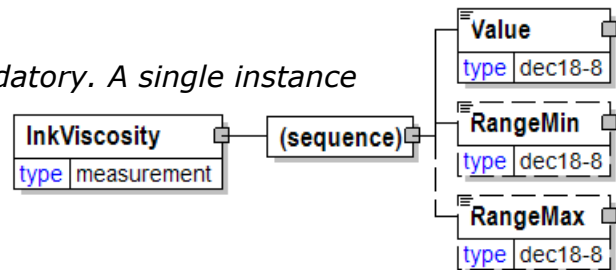 Value
type dec18-8
datory. A single instance
RangeMin
InkViscosity
(sequence)
type dec18-8
type measurement
RangeMax
type dec18-8